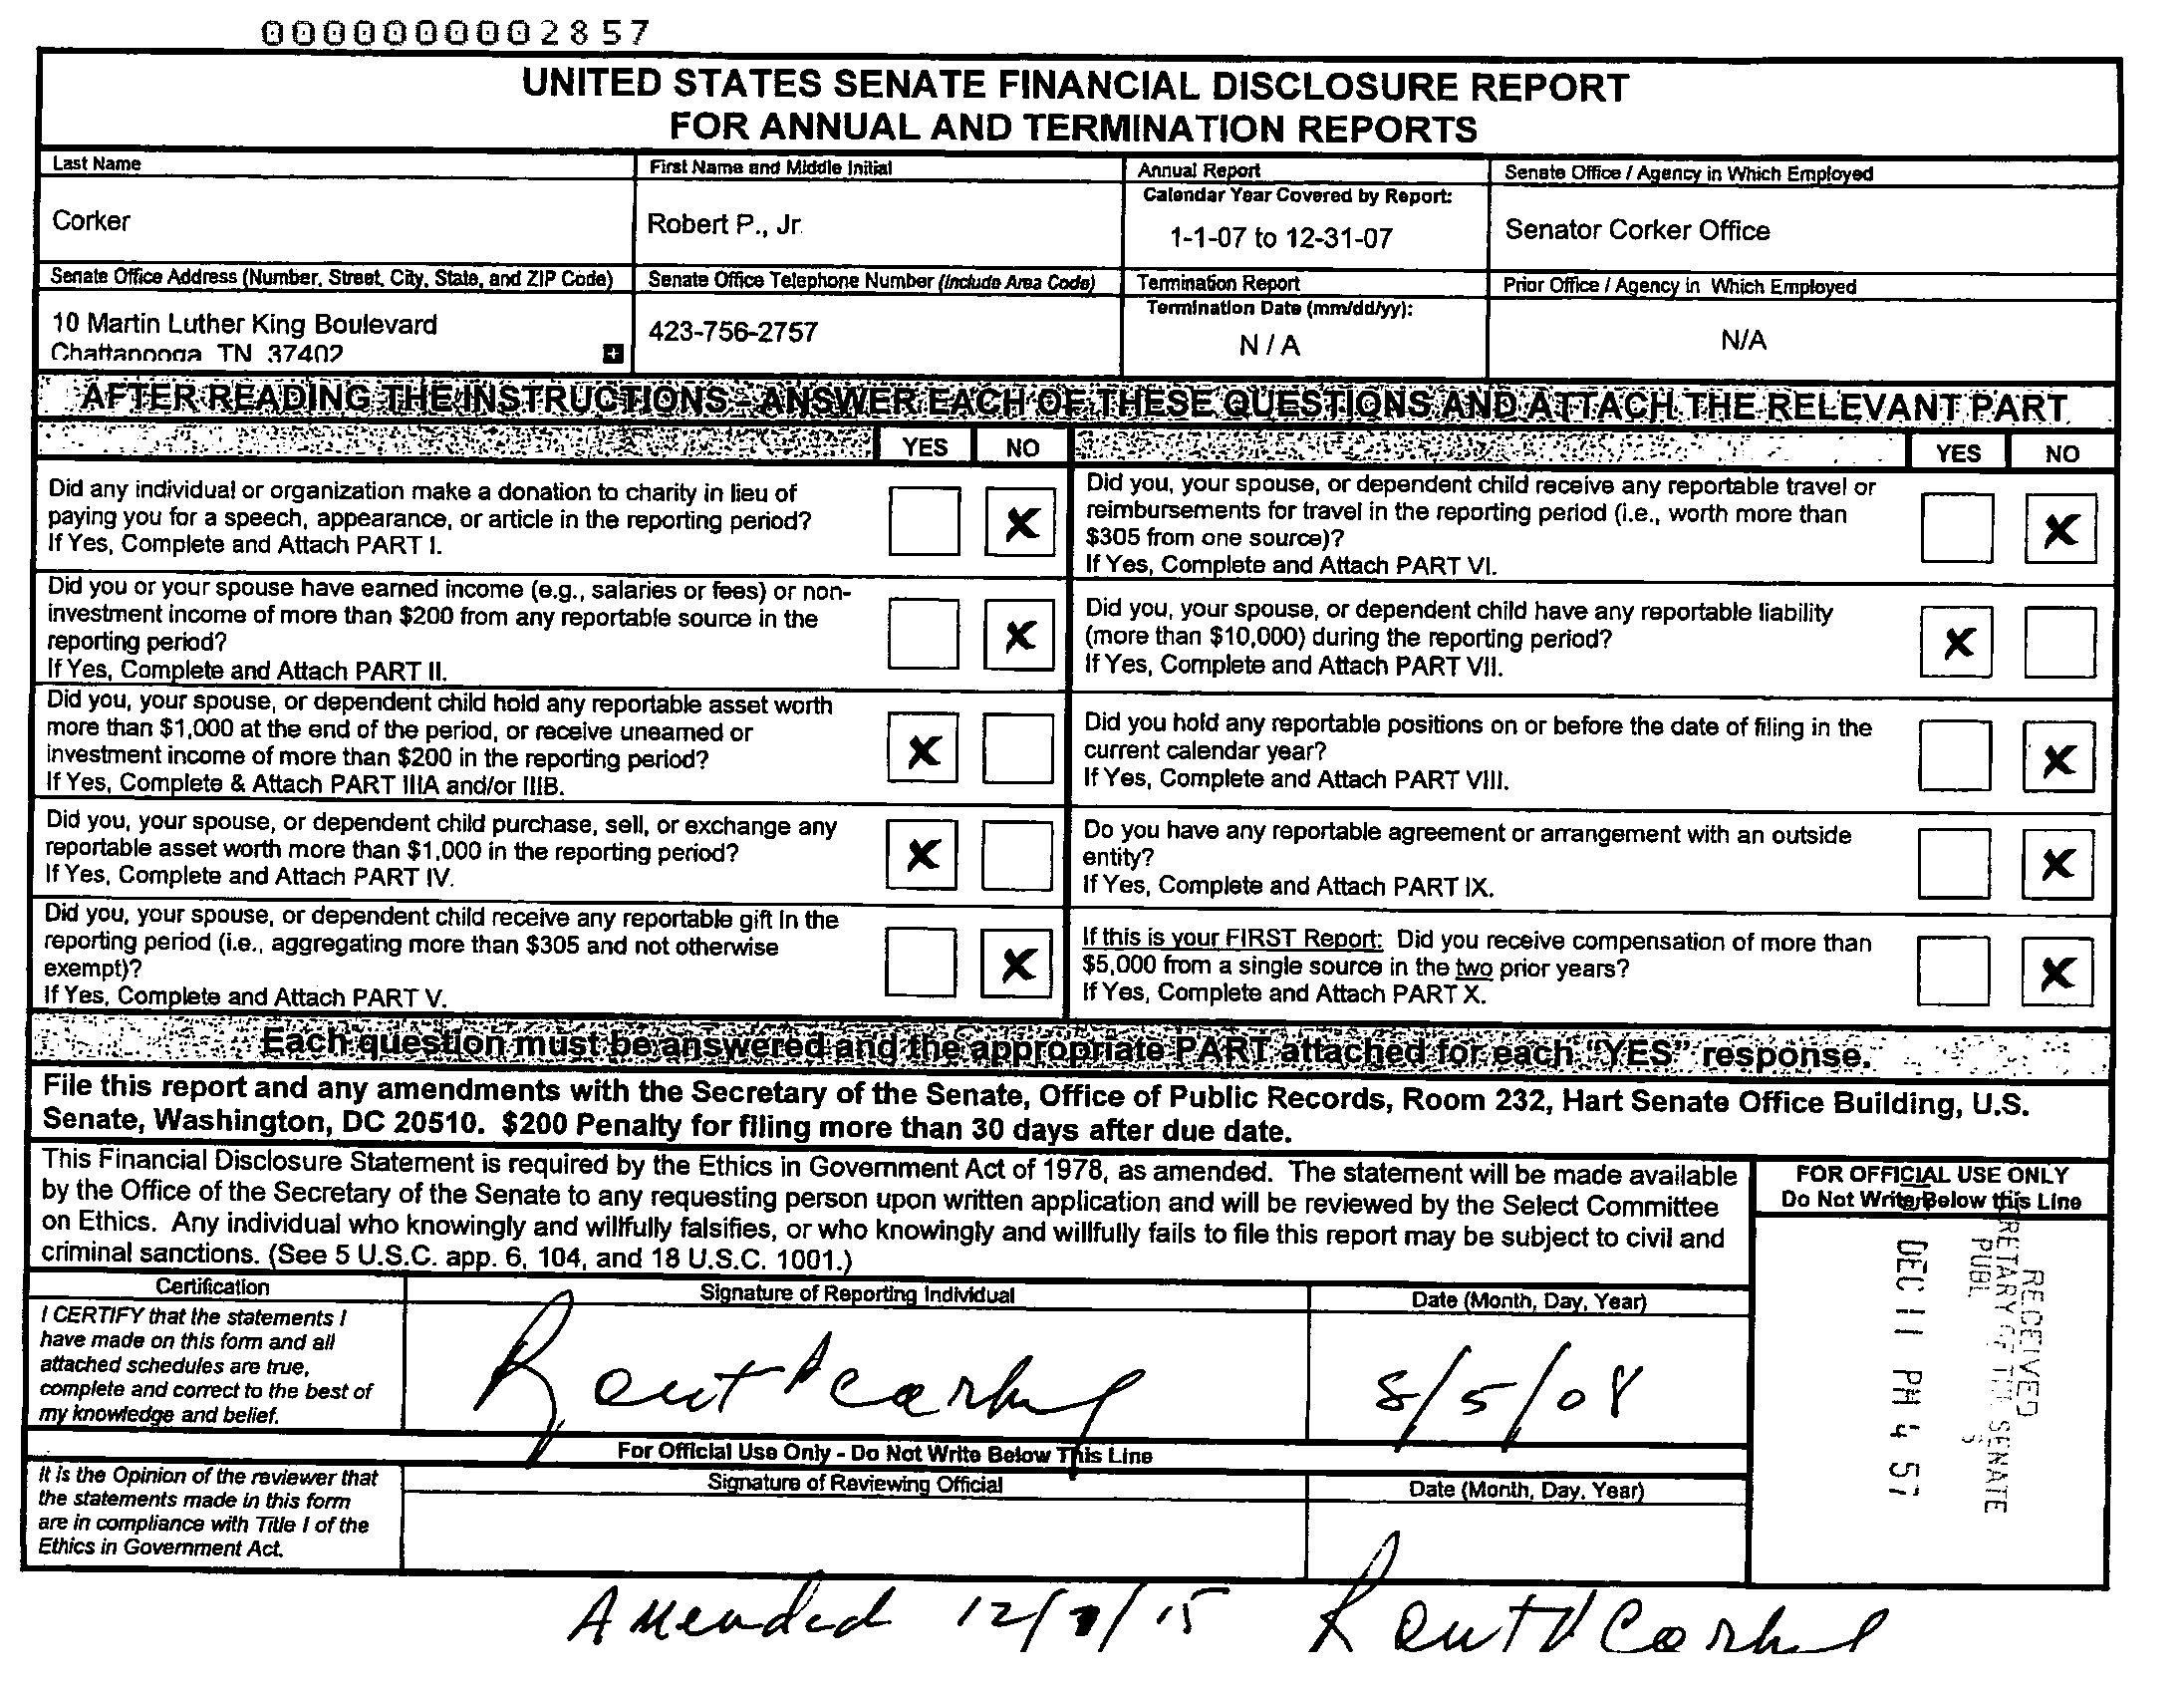 0000000002857
UNITED STATES SENATE FINANCIAL DISCLOSURE REPORT
FOR ANNUAL AND TERMINATION REPORTS
Last Name
First Name and Middle Initial
Annual Report
Calendar Year Covered by Report:
Senate Office / Agency in Which Employed
Corker
Robert P., Jr.
1-1-07 to 12-31-07
Senator Corker Office
Senate Office Address (Number, Street, City, State, and ZIP Code)
Senate Office Telephone Number (Include Area Code)
Termination Report
Termination Date (mm/dd/yy):
Prior Office / Agency in Which Employed
10 Martin Luther King Boulevard
Chattanooga TN 37402
423-756-2757
N / A
N/A
AFTER READING THE INSTRUCTIONS - ANSWER EACH OF THESE QUESTIONS AND ATTACH THE RELEVANT PART
YES NO
YES NO
Did any individual or organization make a donation to charity in lieu of
paying you for a speech, appearance, or article in the reporting period?
If Yes, Complete and Attach PART I.
X
Did you, your spouse, or dependent child receive any reportable travel or
reimbursements for travel in the reporting period (i.e., worth more than
$305 from one source)?
If Yes, Complete and Attach PART VI.
X
Did you or your spouse have earned income (e.g., salaries or fees) or non-
investment income of more than $200 from any reportable source in the
reporting period?
If Yes, Complete and Attach PART II.
X
Did you, your spouse, or dependent child have any reportable liability
(more than $10,000) during the reporting period?
If Yes, Complete and Attach PART VII.
X
Did you, your spouse, or dependent child hold any reportable asset worth
more than $1,000 at the end of the period, or receive unearned or
investment income of more than $200 in the reporting period?
If Yes, Complete & Attach PART IIIA and/or IIIB.
X
Did you hold any reportable positions on or before the date of filing in the
current calendar year?
If Yes, Complete and Attach PART VIII.
X
Did you, your spouse, or dependent child purchase, sell, or exchange any
reportable asset worth more than $1,000 in the reporting period?
If Yes, Complete and Attach PART IV.
X
Do you have any reportable agreement or arrangement with an outside
entity?
If Yes, Complete and Attach PART IX.
X
Did you, your spouse, or dependent child receive any reportable gift in the
reporting period (i.e., aggregating more than $305 and not otherwise
exempt)?
If Yes, Complete and Attach PART V.
X
If this is your FIRST Report: Did you receive compensation of more than
$5,000 from a single source in the two prior years?
If Yes, Complete and Attach PART X.
X
Each question must be answered and the appropriate PART attached for each "YES" response.
File this report and any amendments with the Secretary of the Senate, Office of Public Records, Room 232, Hart Senate Office Building, U.S.
Senate, Washington, DC 20510. $200 Penalty for filing more than 30 days after due date.
This Financial Disclosure Statement is required by the Ethics in Government Act of 1978, as amended. The statement will be made available
by the Office of the Secretary of the Senate to any requesting person upon written application and will be reviewed by the Select Committee
on Ethics. Any individual who knowingly and willfully falsifies, or who knowingly and willfully fails to file this report may be subject to civil and
criminal sanctions. (See 5 U.S.C. app. 6, 104, and 18 U.S.C. 1001.)
FOR OFFICIAL USE ONLY
Do Not Write Below this Line
RECEIVED
SENATE
DEC 11 PM 4 57
Certification
Signature of Reporting Individual
Date (Month, Day, Year)
I CERTIFY that the statements I
have made on this form and all
attached schedules are true,
complete and correct to the best of
my knowledge and belief.
Corker
8/5/08
For Official Use Only - Do Not Write Below This Line
It is the Opinion of the reviewer that
the statements made in this form
are in compliance with Title I of the
Ethics in Government Act.
Signature of Reviewing Official
Date (Month, Day, Year)
Amended 12/ /15 Corker